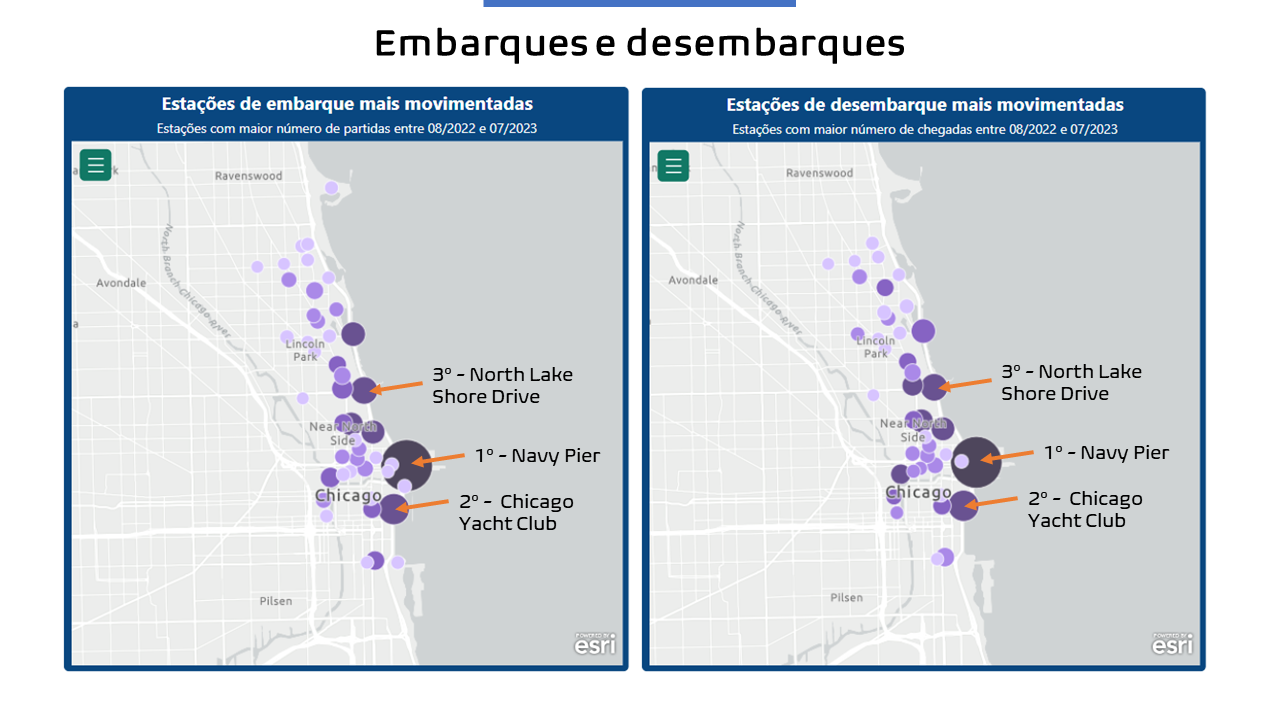 Embarques e desembarques
Estações de embarque mais movimentadas
Estações com maior número de partidas entre 08/2022 e 07/2023
Ravenswood
North Branch Chicago River
Avondale
a
Lincoln
Park
3º - North Lake
Shore Drive
Near North
Side
1º - Navy Pier
Chicago
2º - Chicago
Yacht Club
Pilsen
POWERED BY
esri
Estações de desembarque mais movimentadas
Estações com maior número de chegadas entre 08/2022 e 07/2023
Ravenswood
North Branch Chicago River
Avondale
Lincoln
Park
3º - North Lake
Shore Drive
Near North
Side
1º - Navy Pier
Chicago
2º - Chicago
Yacht Club
Pilsen
POWERED BY
esri